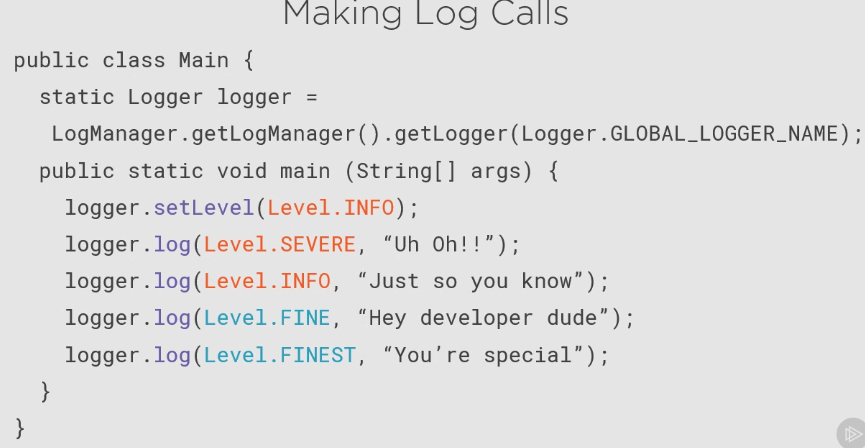 Making Log Calls
public class Main {
static Logger logger =
LogManager.getLogManager().getLogger(Logger.GLOBAL_LOGGER_NAME);
public static void main (String[] args) {
logger.setLevel(Level.INFO);
logger.log(Level.SEVERE, “Uh Oh!!”);
logger.log(Level.INFO, “Just so you know”);
logger.log(Level.FINE, “Hey developer dude”);
logger.log(Level.FINEST, “You’re special”);
}
}